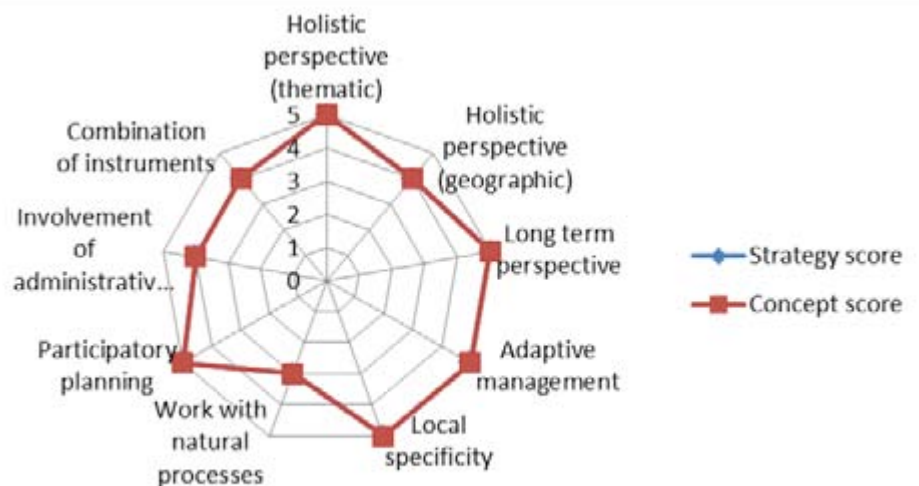 Holistic
perspective
(thematic)
Holistic
perspective
(geographic)
Long term
perspective
Adaptive
management
Local
specificity
Work with
natural
processes
Participatory
planning
Involvement
of
administrativ...
Combination
of instruments
5
4
3
2
1
0
Strategy score
Concept score